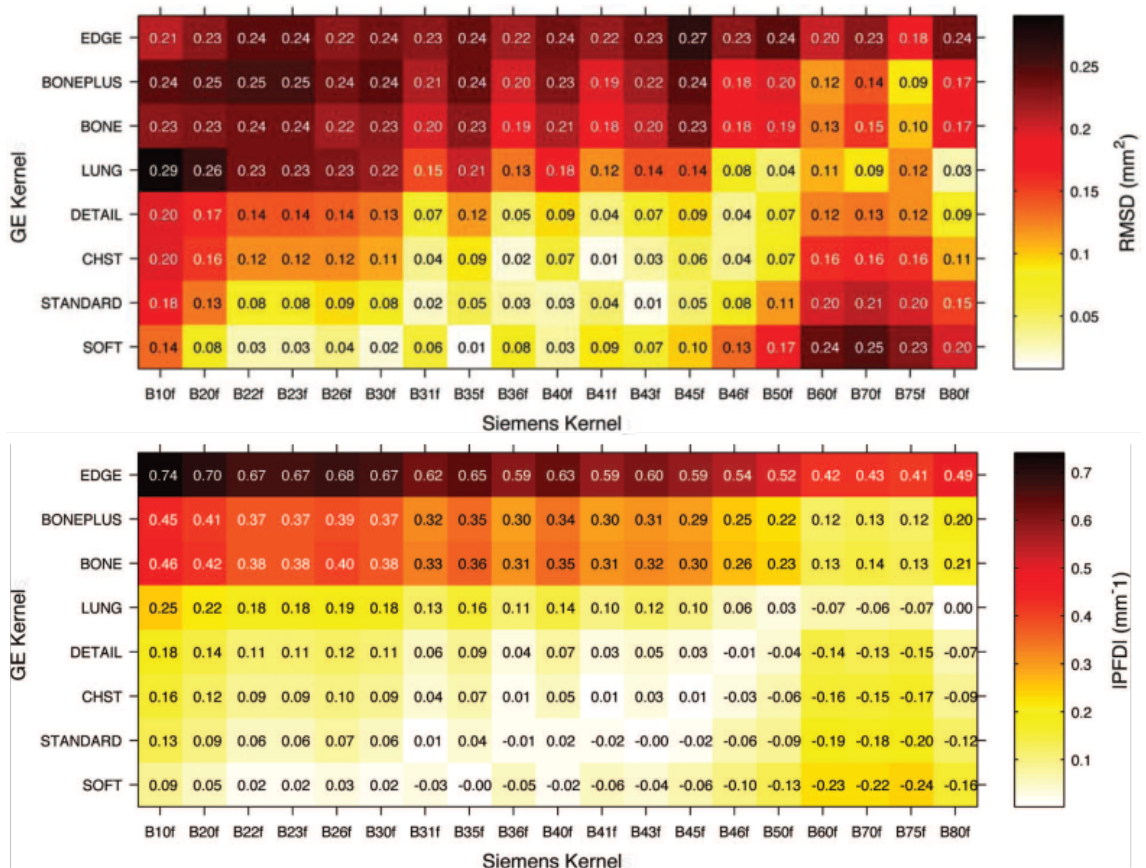 EDGE 0.21 0.23 0.24 0.24 0.22 0.24 0.23 0.24 0.22 0.24 0.22 0.23 0.27 0.23 0.24 0.20 0.23 0.18 0.24
BONEPLUS 0.24 0.25 0.25 0.25 0.24 0.24 0.21 0.24 0.20 0.23 0.19 0.22 0.24 0.18 0.20 0.12 0.14 0.09 0.17
BONE 0.23 0.23 0.24 0.24 0.22 0.23 0.20 0.23 0.19 0.21 0.18 0.20 0.23 0.18 0.19 0.13 0.15 0.10 0.17
LUNG 0.29 0.26 0.23 0.23 0.23 0.22 0.15 0.21 0.13 0.18 0.12 0.14 0.14 0.08 0.04 0.11 0.09 0.12 0.03
DETAIL 0.20 0.17 0.14 0.14 0.14 0.13 0.07 0.12 0.05 0.09 0.04 0.07 0.09 0.04 0.07 0.12 0.13 0.12 0.09
CHST 0.20 0.16 0.12 0.12 0.12 0.11 0.04 0.09 0.02 0.07 0.01 0.03 0.06 0.04 0.07 0.16 0.16 0.16 0.11
STANDARD 0.18 0.13 0.08 0.08 0.09 0.08 0.02 0.05 0.03 0.03 0.04 0.01 0.05 0.08 0.11 0.20 0.21 0.20 0.15
SOFT 0.14 0.08 0.03 0.03 0.04 0.02 0.06 0.01 0.08 0.03 0.09 0.07 0.10 0.13 0.17 0.24 0.25 0.23 0.20
B10f B20f B22f B23f B26f B30f B31f B35f B36f B40f B41f B43f B45f B46f B50f B60f B70f B75f B80f
Siemens Kernel
GE Kernels
0.25
0.2
0.15
0.1
0.05
RMSD (mm²)
EDGE 0.74 0.70 0.67 0.67 0.68 0.67 0.62 0.65 0.59 0.63 0.59 0.60 0.59 0.54 0.52 0.42 0.43 0.41 0.49
BONEPLUS 0.45 0.41 0.37 0.37 0.39 0.37 0.32 0.35 0.30 0.34 0.30 0.31 0.29 0.25 0.22 0.12 0.13 0.12 0.20
BONE 0.46 0.42 0.38 0.38 0.40 0.38 0.33 0.36 0.31 0.35 0.31 0.32 0.30 0.26 0.23 0.13 0.14 0.13 0.21
LUNG 0.25 0.22 0.18 0.18 0.19 0.18 0.13 0.16 0.11 0.14 0.10 0.12 0.10 0.06 0.03 -0.07 -0.06 -0.07 0.00
DETAIL 0.18 0.14 0.11 0.11 0.12 0.11 0.06 0.09 0.04 0.07 0.03 0.05 0.03 -0.01 -0.04 -0.14 -0.13 -0.15 -0.07
CHST 0.16 0.12 0.09 0.09 0.10 0.09 0.04 0.07 0.01 0.05 0.01 0.03 0.01 -0.03 -0.06 -0.16 -0.15 -0.17 -0.09
STANDARD 0.13 0.09 0.06 0.06 0.07 0.06 0.01 0.04 -0.01 0.02 -0.02 -0.00 -0.02 -0.06 -0.09 -0.19 -0.18 -0.20 -0.12
SOFT 0.09 0.05 0.02 0.02 0.03 0.02 -0.03 -0.00 -0.05 -0.02 -0.06 -0.04 -0.06 -0.10 -0.13 -0.23 -0.22 -0.24 -0.16
B10f B20f B22f B23f B26f B30f B31f B35f B36f B40f B41f B43f B45f B46f B50f B60f B70f B75f B80f
Siemens Kernel
GE Kernels
0.7
0.6
0.5
0.4
0.3
0.2
0.1
IPFDI (mm⁻1)